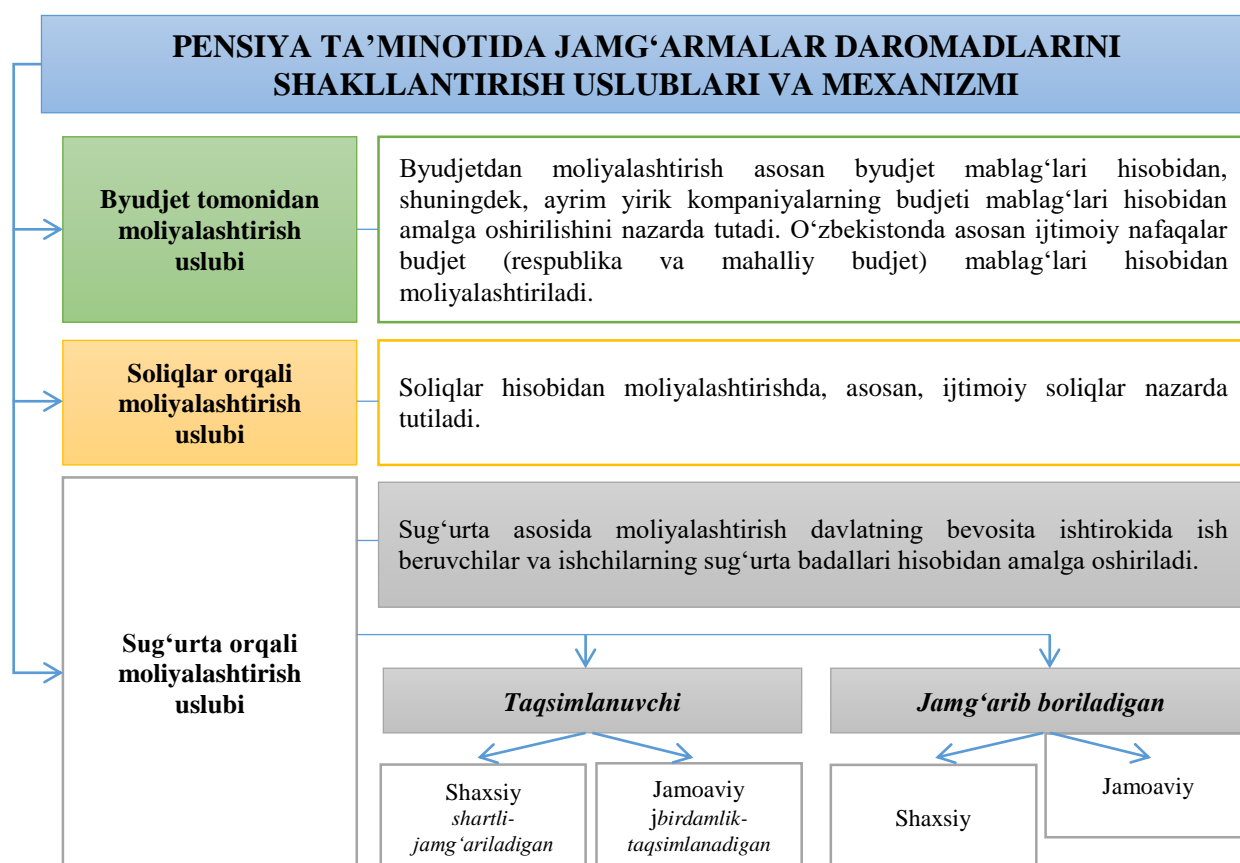 PENSIYA TA’MINOTIDA JAMG‘ARMALAR DAROMADLARINI
SHAKLLANTIRISH USLUBLARI VA MEXANIZMI
Byudjet tomonidan
moliyalashtirish
uslubi
Byudjetdan moliyalashtirish asosan byudjet mablag‘lari hisobidan,
shuningdek, ayrim yirik kompaniyalarning budjeti mablag‘lari hisobidan
amalga oshirilishini nazarda tutadi. O‘zbekistonda asosan ijtimoiy nafaqalar
budjet (respublika va mahalliy budjet) mablag‘lari hisobidan
moliyalashtiriladi.
Soliqlar orqali
moliyalashtirish
uslubi
Soliqlar hisobidan moliyalashtirishda, asosan, ijtimoiy soliqlar nazarda
tutiladi.
Sug‘urta orqali
moliyalashtirish
uslubi
Sug‘urta asosida moliyalashtirish davlatning bevosita ishtirokida ish
beruvchilar va ishchilarning sug‘urta badallari hisobidan amalga oshiriladi.
Taqsimlanuvchi
Shaxsiy
shartli-
jamg‘ariladigan
Jamoaviy
jbirdamlik-
taqsimlanadigan
Jamg‘arib boriladigan
Shaxsiy
Jamoaviy